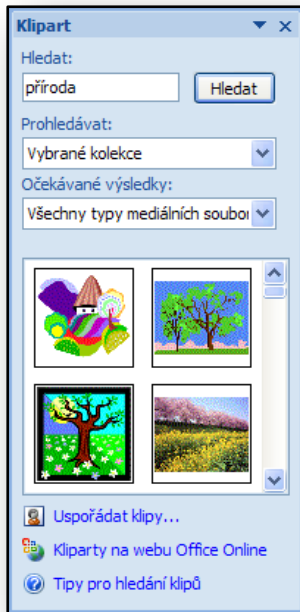 Klipart
Hledat:
příroda
Hledat
Prohledávat:
Vybrané kolekce
Očekávané výsledky:
Všechny typy mediálních soubor
Uspořádat klipy...
Kliparty na webu Office Online
Tipy pro hledání klipů